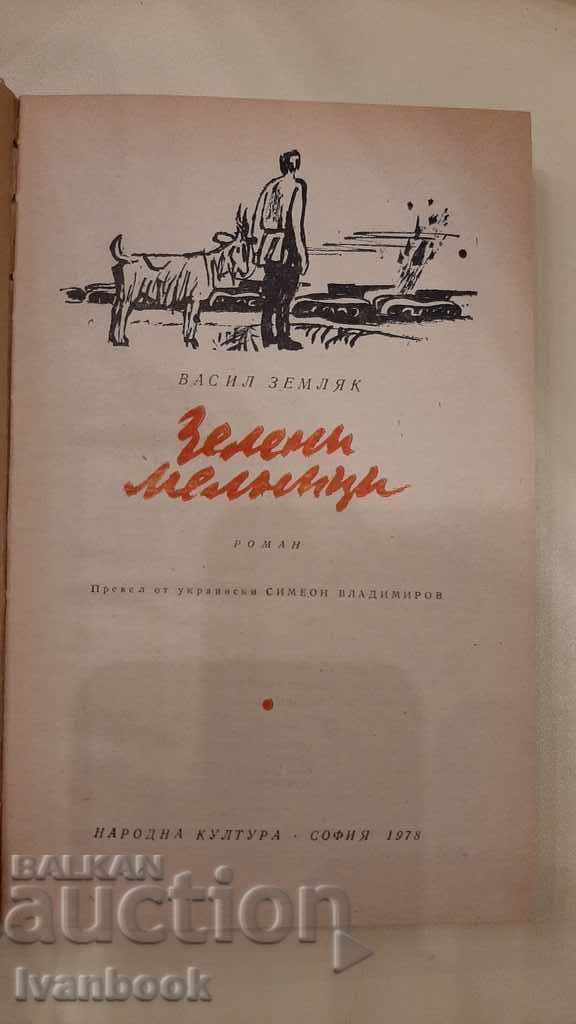 ВАСИЛ ЗЕМЛЯК
Зелени
мелници
РОМАН
Превел от украински СИМЕОН ВЛАДИМИРОВ
НАРОДНА КУЛТУРА · СОФИЯ 1978
BALKAN
auction
Ivanbook